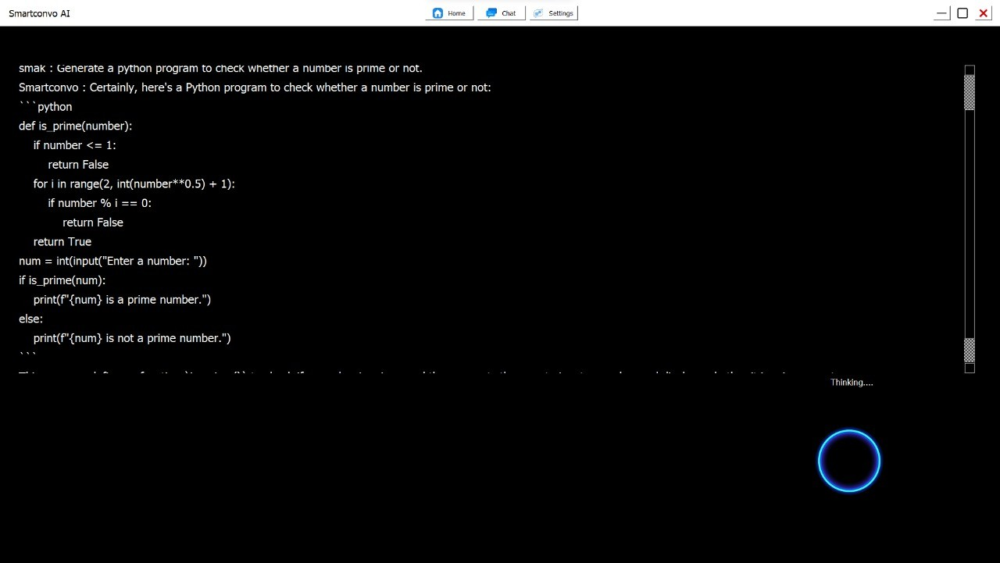 Smartconvo AI
Home
Chat
Settings
smak : Generate a python program to check whether a number is prime or not.
Smartconvo : Certainly, here's a Python program to check whether a number is prime or not:
```python
def is_prime(number):
    if number <= 1:
        return False
    for i in range(2, int(number**0.5) + 1):
        if number % i == 0:
            return False
    return True
num = int(input("Enter a number: "))
if is_prime(num):
    print(f"{num} is a prime number.")
else:
    print(f"{num} is not a prime number.")
```
Thinking....